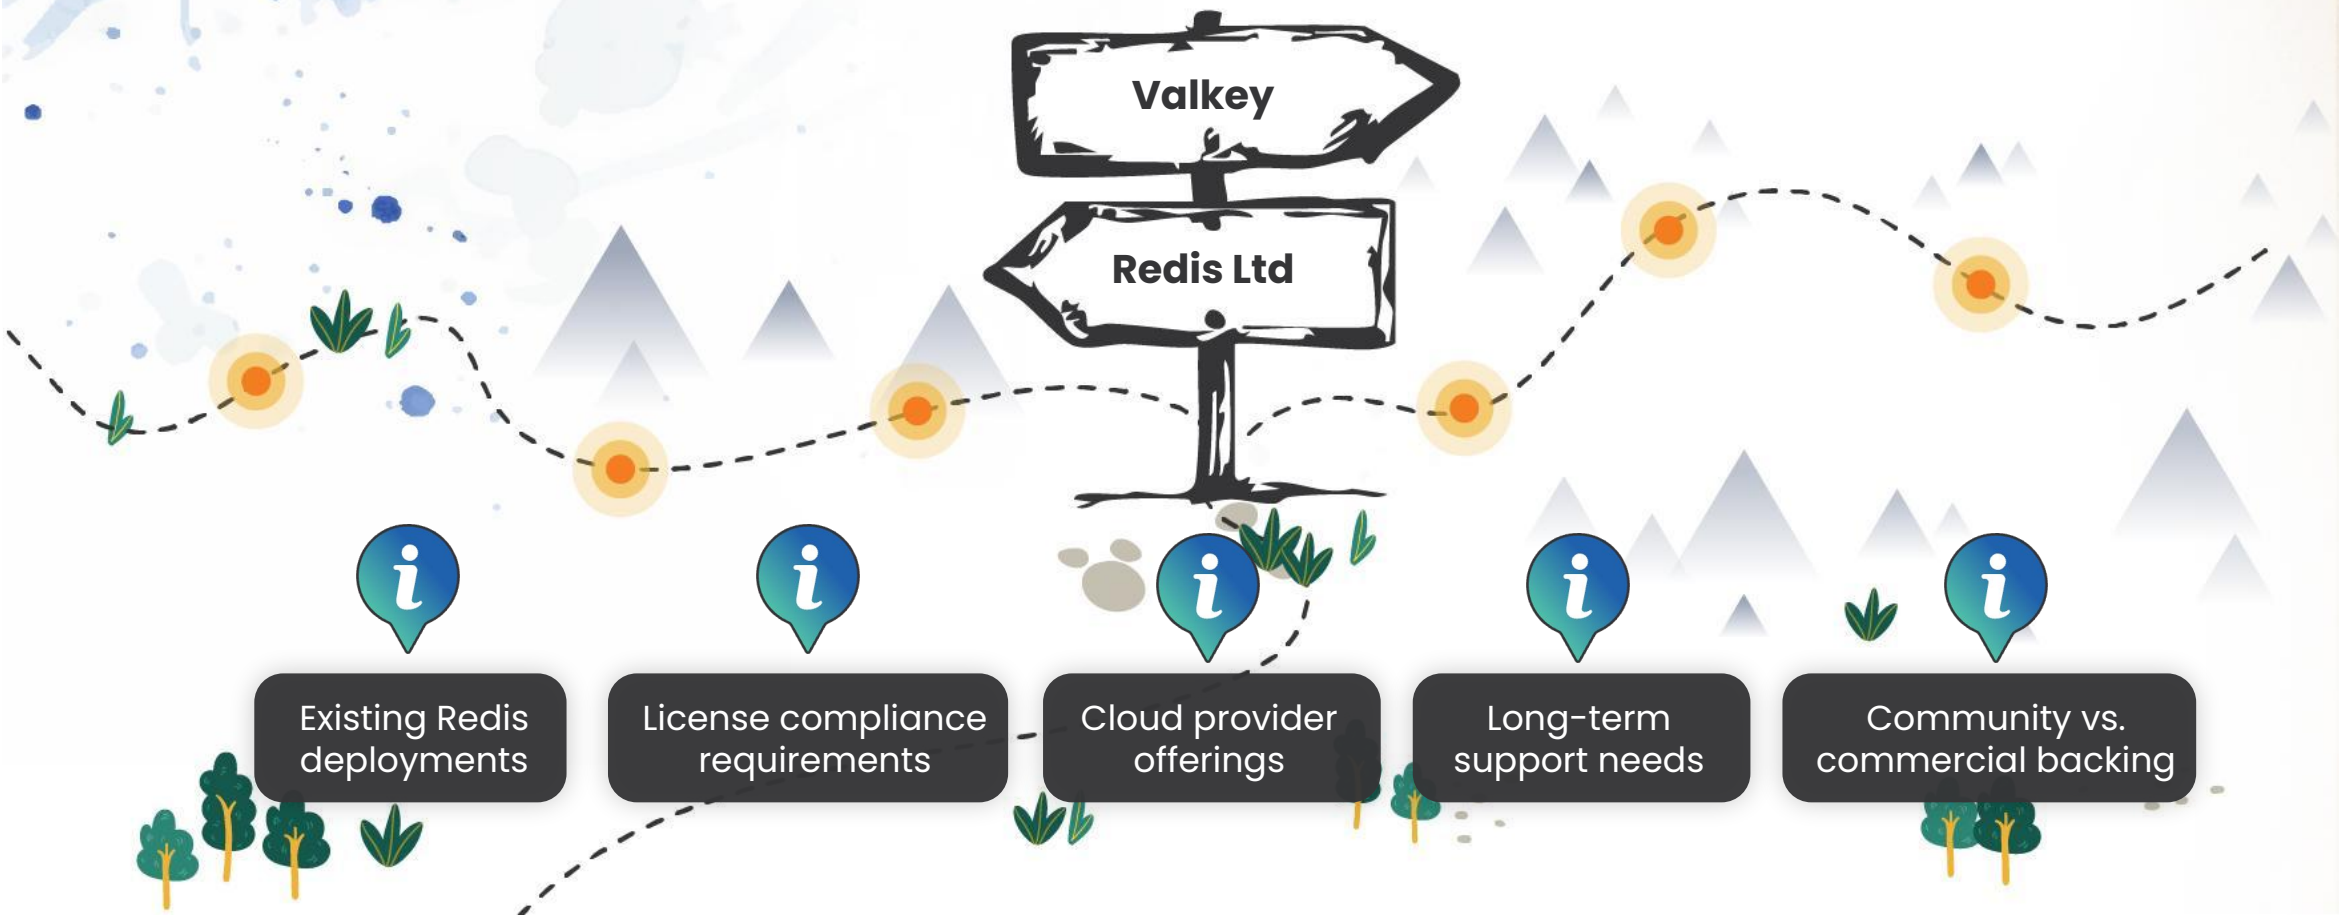 Valkey
Redis Ltd
Existing Redis
deployments
License compliance
requirements
Cloud provider
offerings
Long-term
support needs
Community vs.
commercial backing